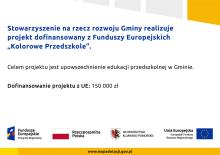 Stowarzyszenie na rzecz rozwoju Gminy realizuje
projekt dofinansowany z Funduszy Europejskich
„Kolorowe Przedszkole”.
Celem projektu jest upowszechnienie edukacji przedszkolnej w Gminie.
Dofinansowanie projektu z UE: 150 000 zł
Fundusze
Europejskie
Rzeczpospolita
Polska
Unia Europejska
www.mapadotacji.gov.pl